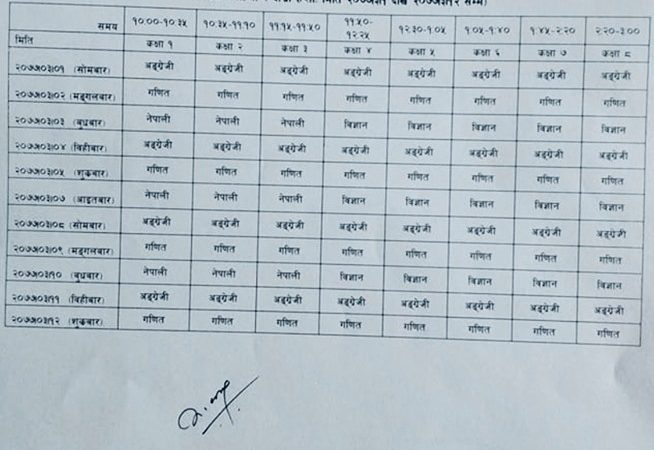 मिति २०७७।३।१ देखि २०७७।३।१२ सम्म।
समय १०.००-१०.३५ १०.३५-११.१० ११.१५-११.५० ११.५०-१२.२५ १२.३०-१.०५ १.०५-१.४० १.४५-२.२० २.२०-३.००
मिति कक्षा १ कक्षा २ कक्षा ३ कक्षा ४ कक्षा ५ कक्षा ६ कक्षा ७ कक्षा ८
२०७७।०३।०१ (सोमबार) अङ्ग्रेजी अङ्ग्रेजी अङ्ग्रेजी अङ्ग्रेजी अङ्ग्रेजी अङ्ग्रेजी अङ्ग्रेजी अङ्ग्रेजी
२०७७।०३।०२ (मङ्गलबार) गणित गणित गणित गणित गणित गणित गणित गणित
२०७७।०३।०३ (बुधबार) नेपाली नेपाली नेपाली विज्ञान विज्ञान विज्ञान विज्ञान विज्ञान
२०७७।०३।०४ (विहीबार) अङ्ग्रेजी अङ्ग्रेजी अङ्ग्रेजी अङ्ग्रेजी अङ्ग्रेजी अङ्ग्रेजी अङ्ग्रेजी अङ्ग्रेजी
२०७७।०३।०५ (शुक्रबार) गणित गणित गणित गणित गणित गणित गणित गणित
२०७७।०३।०७ (आइतबार) नेपाली नेपाली नेपाली विज्ञान विज्ञान विज्ञान विज्ञान विज्ञान
२०७७।०३।०८ (सोमबार) अङ्ग्रेजी अङ्ग्रेजी अङ्ग्रेजी अङ्ग्रेजी अङ्ग्रेजी अङ्ग्रेजी अङ्ग्रेजी अङ्ग्रेजी
२०७७।०३।०९ (मङ्गलबार) गणित गणित गणित गणित गणित गणित गणित गणित
२०७७।०३।१० (बुधबार) नेपाली नेपाली नेपाली विज्ञान विज्ञान विज्ञान विज्ञान विज्ञान
२०७७।०३।११ (विहीबार) अङ्ग्रेजी अङ्ग्रेजी अङ्ग्रेजी अङ्ग्रेजी अङ्ग्रेजी अङ्ग्रेजी अङ्ग्रेजी अङ्ग्रेजी
२०७७।०३।१२ (शुक्रबार) गणित गणित गणित गणित गणित गणित गणित गणित